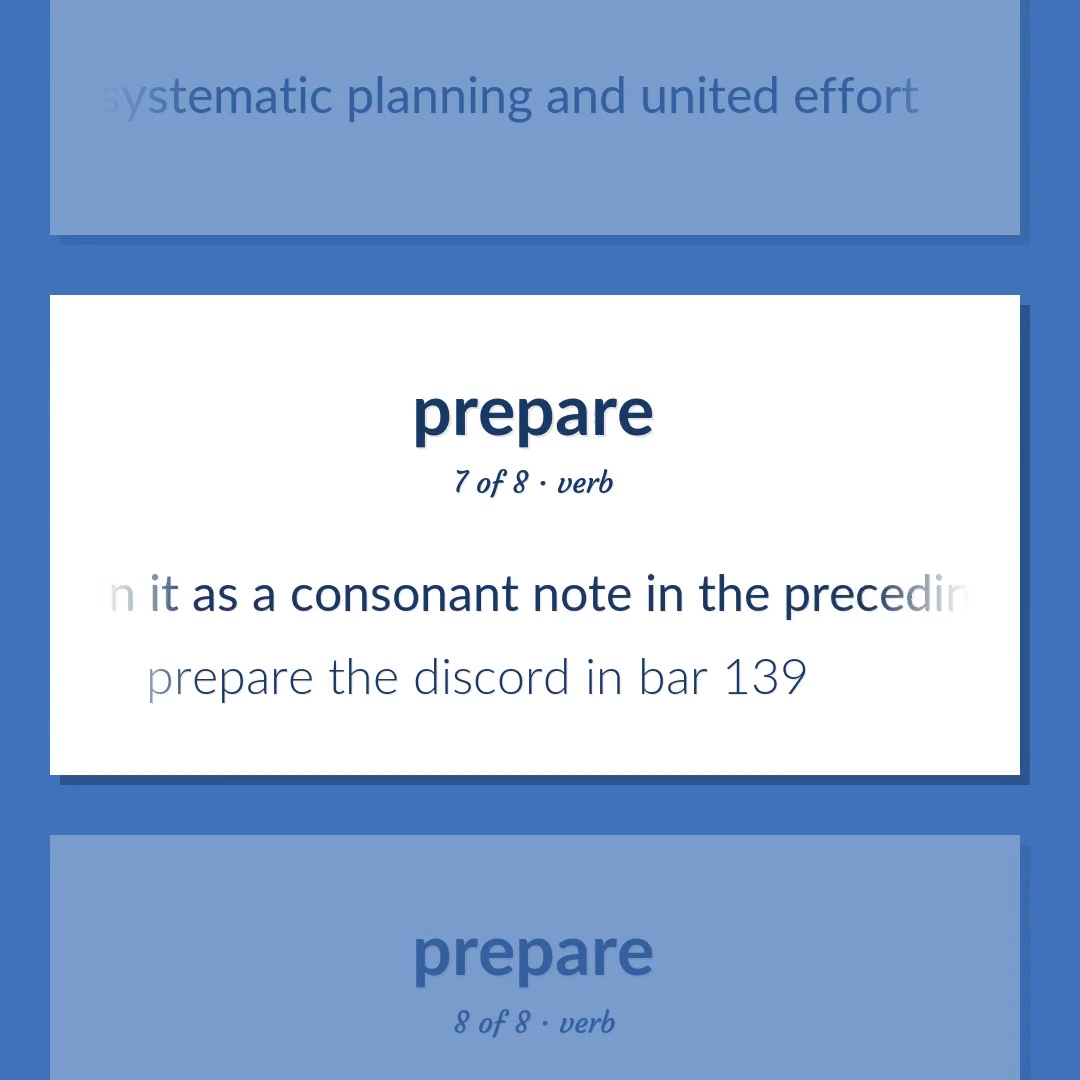 systematic planning and united effort
prepare
7 of 8 · verb
it as a consonant note in the
prepare the discord in bar 139
prepare
8 of 8 · verb